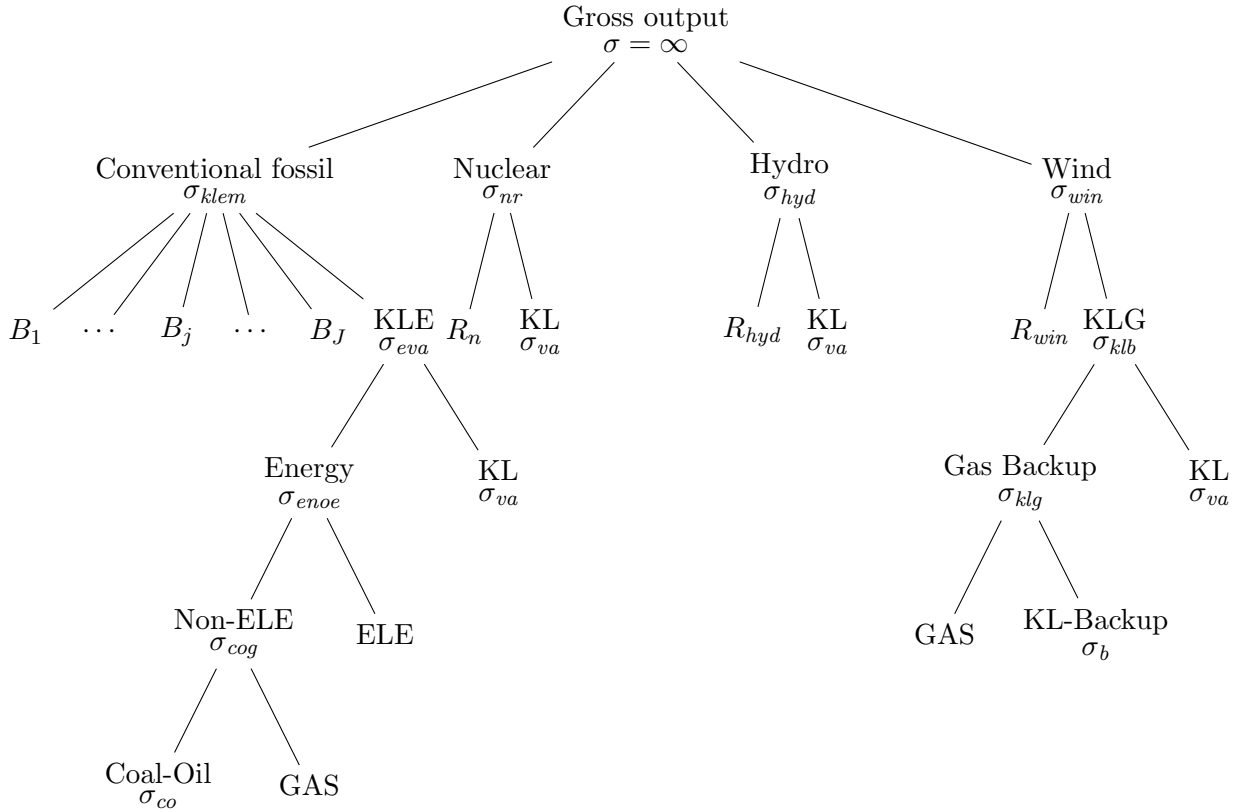 Gross output
σ = ∞
Conventional fossil
σ_klem
Nuclear
σ_nr
Hydro
σ_hyd
Wind
σ_win
B_1
⋯
B_j
⋯
B_J
KLE
σ_eva
R_n
KL
σ_va
R_hyd
KL
σ_va
R_win
KLG
σ_klb
Energy
σ_enoe
KL
σ_va
Gas Backup
σ_klg
KL
σ_va
Non-ELE
σ_cog
ELE
GAS
KL-Backup
σ_b
Coal-Oil
σ_co
GAS